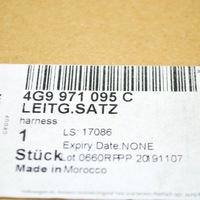 4G9 971 095 C
LEITG.SATZ
harness
LS: 17086
1
Expiry Date:NONE
Stück
Lot 0660RFPP 20191107
Made in Morocco